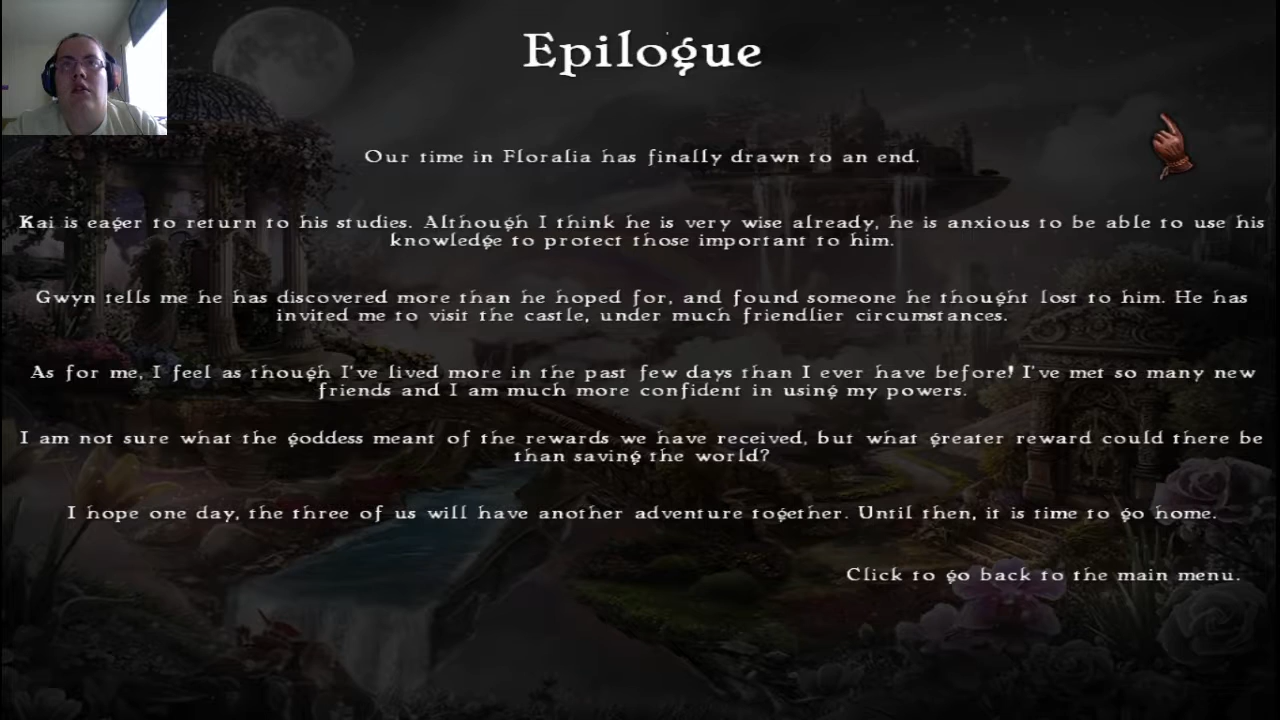 Epilogue
Our time in Floralia has finally drawn to an end.
Kai is eager to return to his studies. Although I think he is very wise already, he is anxious to be able to use his
knowledge to protect those important to him.
Gwyn tells me he has discovered more than he hoped for, and found someone he thought lost to him. He has
invited me to visit the castle, under much friendlier circumstances.
As for me, I feel as though I've lived more in the past few days than I ever have before! I've met so many new
friends and I am much more confident in using my powers.
I am not sure what the goddess meant of the rewards we have received, but what greater reward could there be
than saving the world?
I hope one day, the three of us will have another adventure together. Until then, it is time to go home.
Click to go back to the main menu.